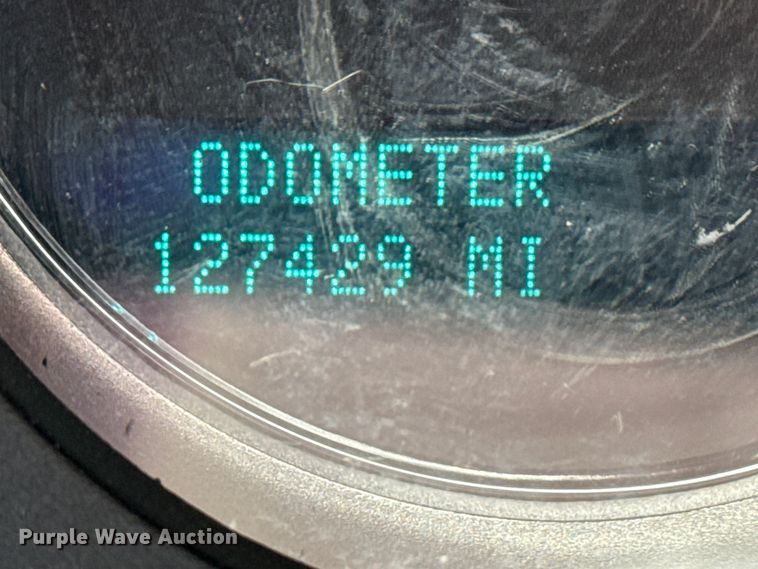 ODOMETER
127429 MI
Purple Wave Auction